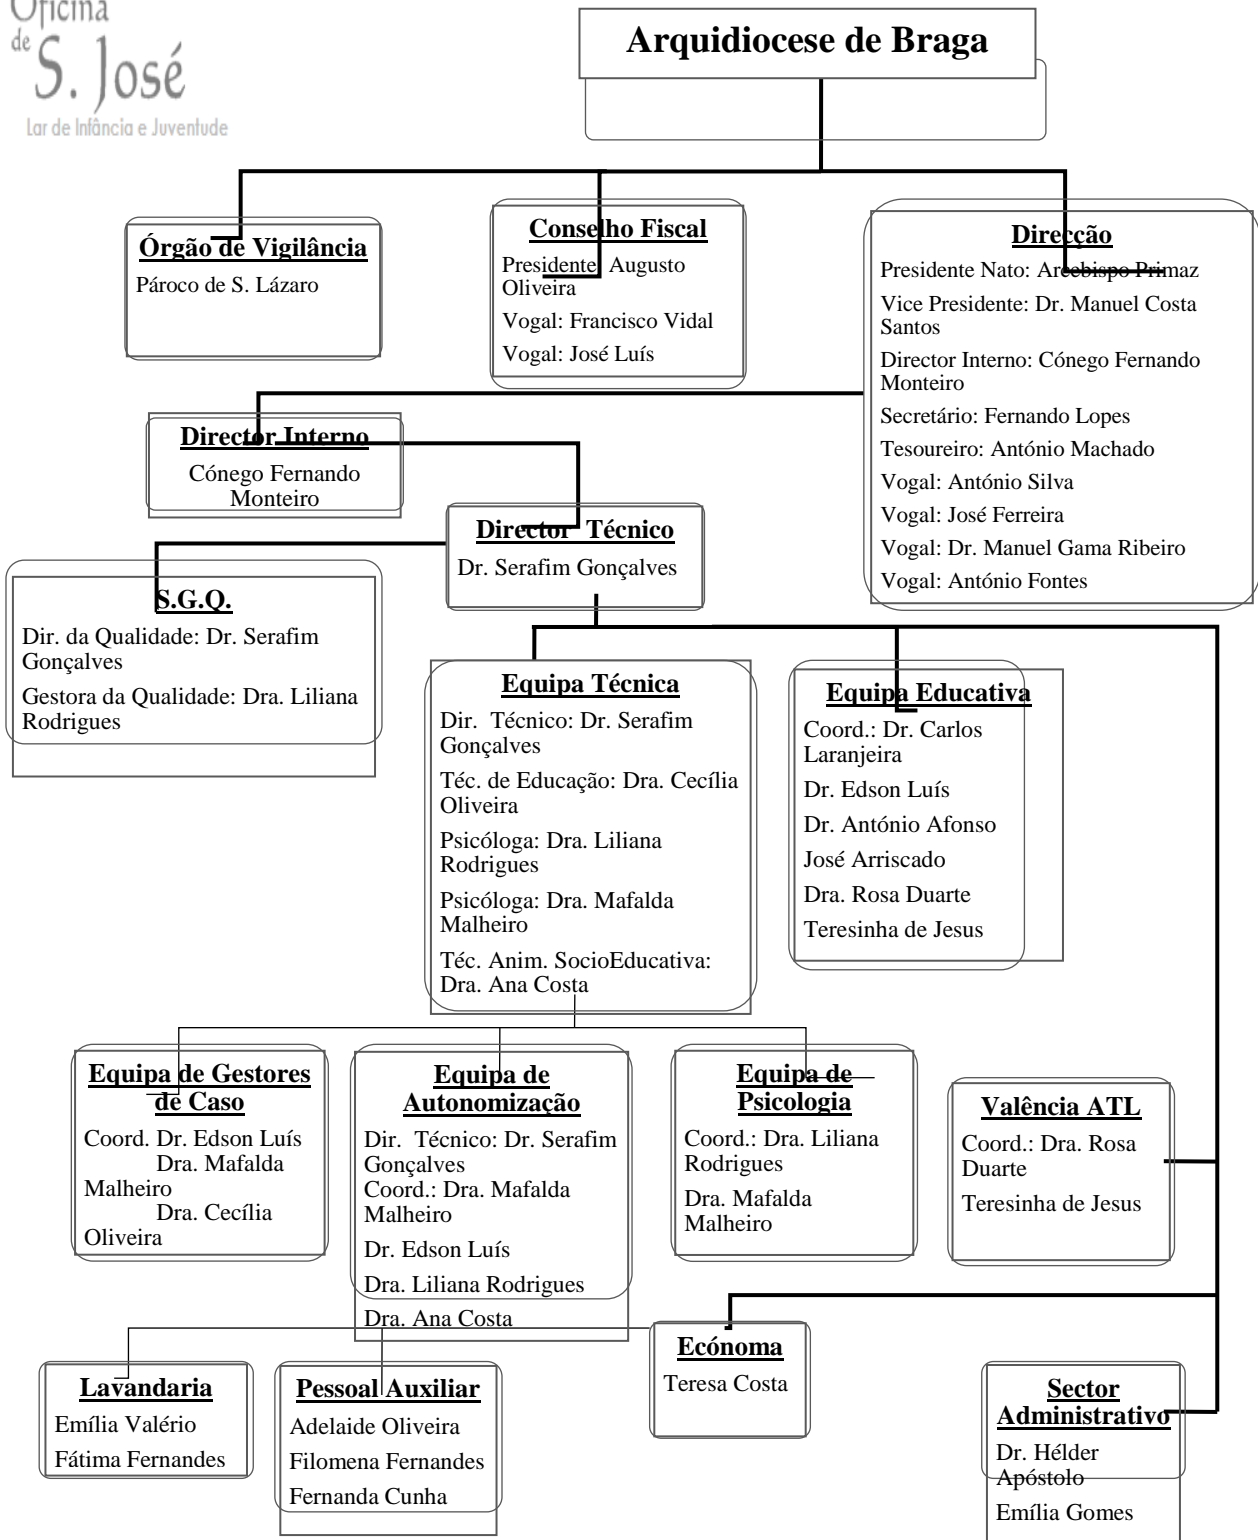 Oficina
de
S. José
Lar de Infância e Juventude
Arquidiocese de Braga
Órgão de Vigilância
Pároco de S. Lázaro
Conselho Fiscal
Presidente Augusto
Oliveira
Vogal: Francisco Vidal
Vogal: José Luís
Direcção
Presidente Nato: Arcebispo Primaz
Vice Presidente: Dr. Manuel Costa
Santos
Director Interno: Cónego Fernando
Monteiro
Secretário: Fernando Lopes
Tesoureiro: António Machado
Vogal: António Silva
Vogal: José Ferreira
Vogal: Dr. Manuel Gama Ribeiro
Vogal: António Fontes
Director Interno
Cónego Fernando
Monteiro
Director Técnico
Dr. Serafim Gonçalves
S.G.Q.
Dir. da Qualidade: Dr. Serafim
Gonçalves
Gestora da Qualidade: Dra. Liliana
Rodrigues
Equipa Técnica
Dir. Técnico: Dr. Serafim
Gonçalves
Téc. de Educação: Dra. Cecília
Oliveira
Psicóloga: Dra. Liliana
Rodrigues
Psicóloga: Dra. Mafalda
Malheiro
Téc. Anim. SocioEducativa:
Dra. Ana Costa
Equipa Educativa
Coord.: Dr. Carlos
Laranjeira
Dr. Edson Luís
Dr. António Afonso
José Arriscado
Dra. Rosa Duarte
Teresinha de Jesus
Equipa de Gestores
de Caso
Coord. Dr. Edson Luís
Dra. Mafalda
Malheiro
Dra. Cecília
Oliveira
Equipa de
Autonomização
Dir. Técnico: Dr. Serafim
Gonçalves
Coord.: Dra. Mafalda
Malheiro
Dr. Edson Luís
Dra. Liliana Rodrigues
Dra. Ana Costa
Equipa de
Psicologia
Coord.: Dra. Liliana
Rodrigues
Dra. Mafalda
Malheiro
Valência ATL
Coord.: Dra. Rosa
Duarte
Teresinha de Jesus
Lavandaria
Emília Valério
Fátima Fernandes
Pessoal Auxiliar
Adelaide Oliveira
Filomena Fernandes
Fernanda Cunha
Ecónoma
Teresa Costa
Sector
Administrativo
Dr. Hélder
Apóstolo
Emília Gomes